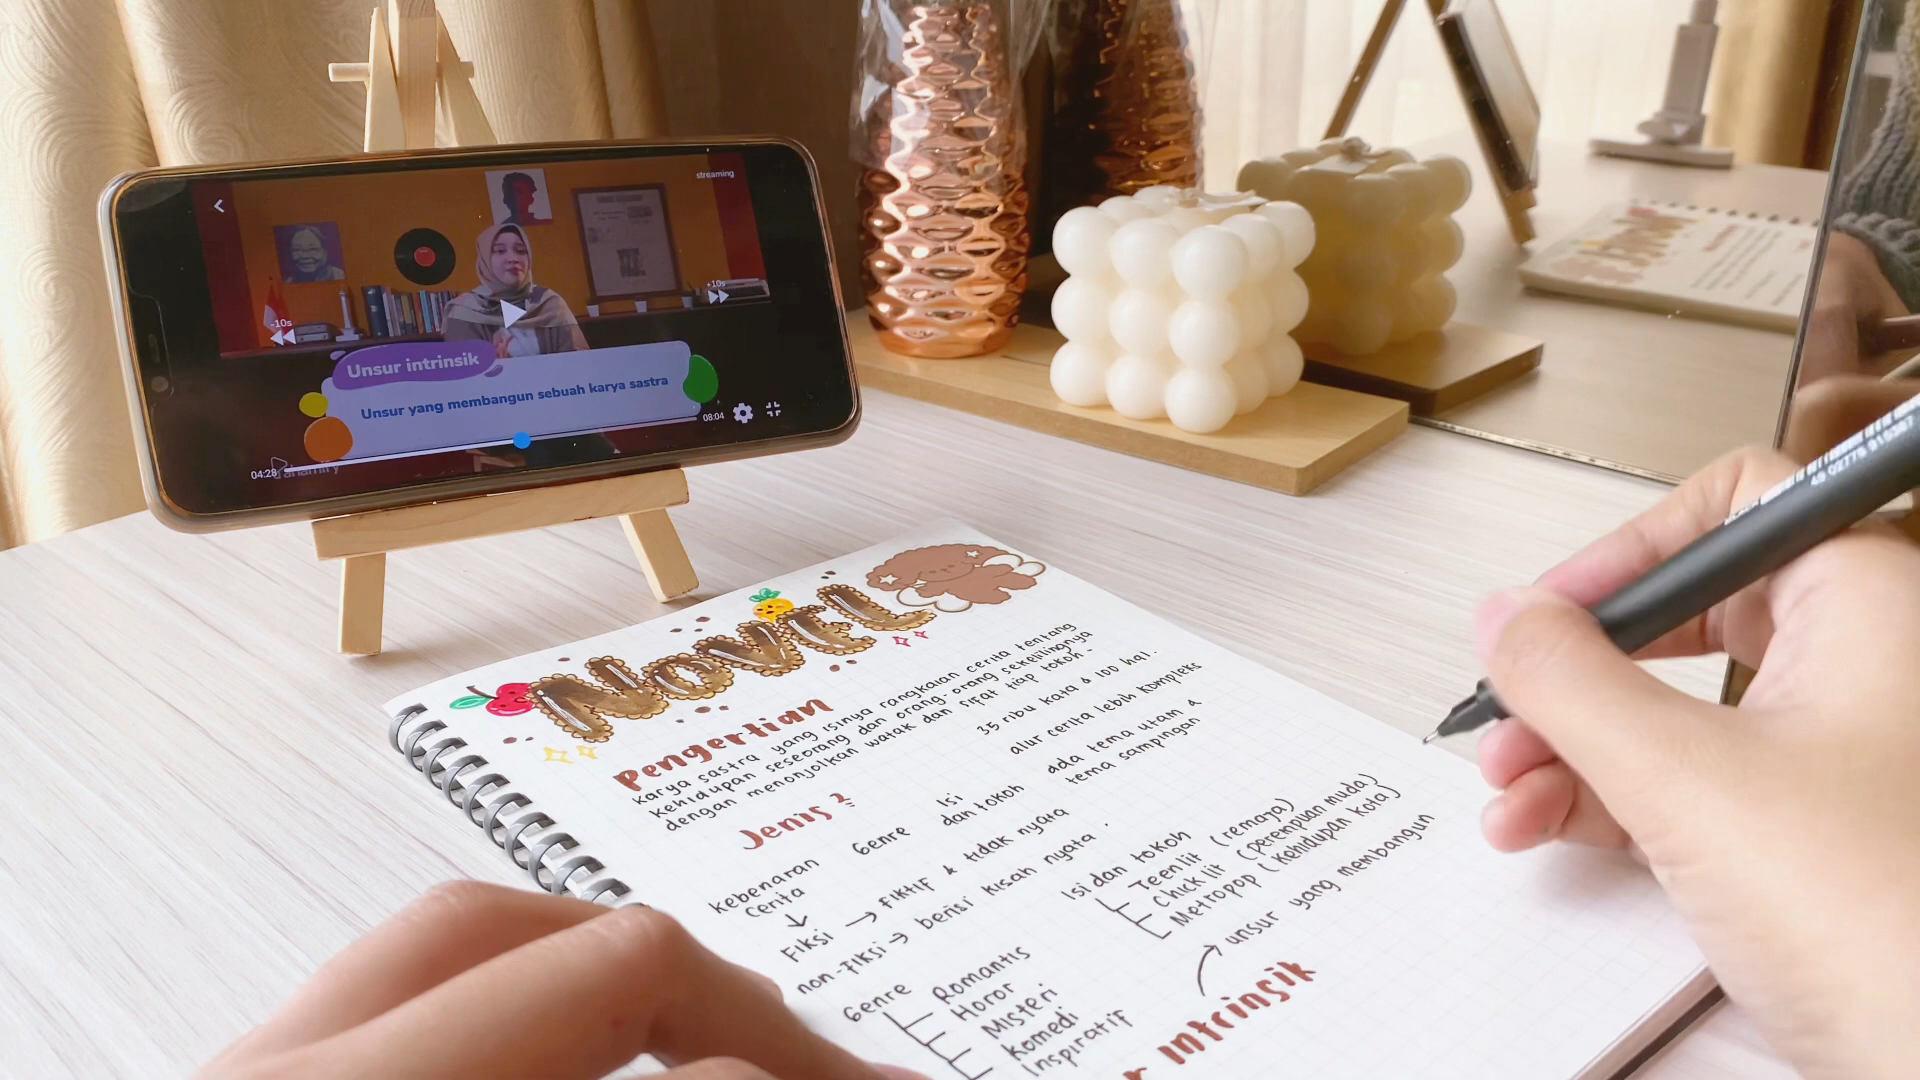 streaming
-10s
+10s
Unsur intrinsik
Unsur yang membangun sebuah karya sastra
04:28
08:04
Novel
Pengertian
karya sastra yang isinya rangkaian cerita tentang
kehidupan seseorang dan orang-orang sekelilingnya
dengan menonjolkan watak dan sifat tiap tokoh-
35 ribu kata & 100 hal.
alur cerita lebih kompleks
ada tema utam &
tema sampingan
Jenis 2
Kebenaran
Cerita
Genre
Isi
dan tokoh
Fiksi → Fiktif & tidak nyata
non-fiksi → berisi kisah nyata.
Genre
Romantis
Horor
Misteri
Komedi
Inspiratif
Isi dan tokoh
Teenlit (remaja)
Chick lit (perempuan muda)
Metropop (kehidupan kota)
unsur yang membangun
Intrinsik